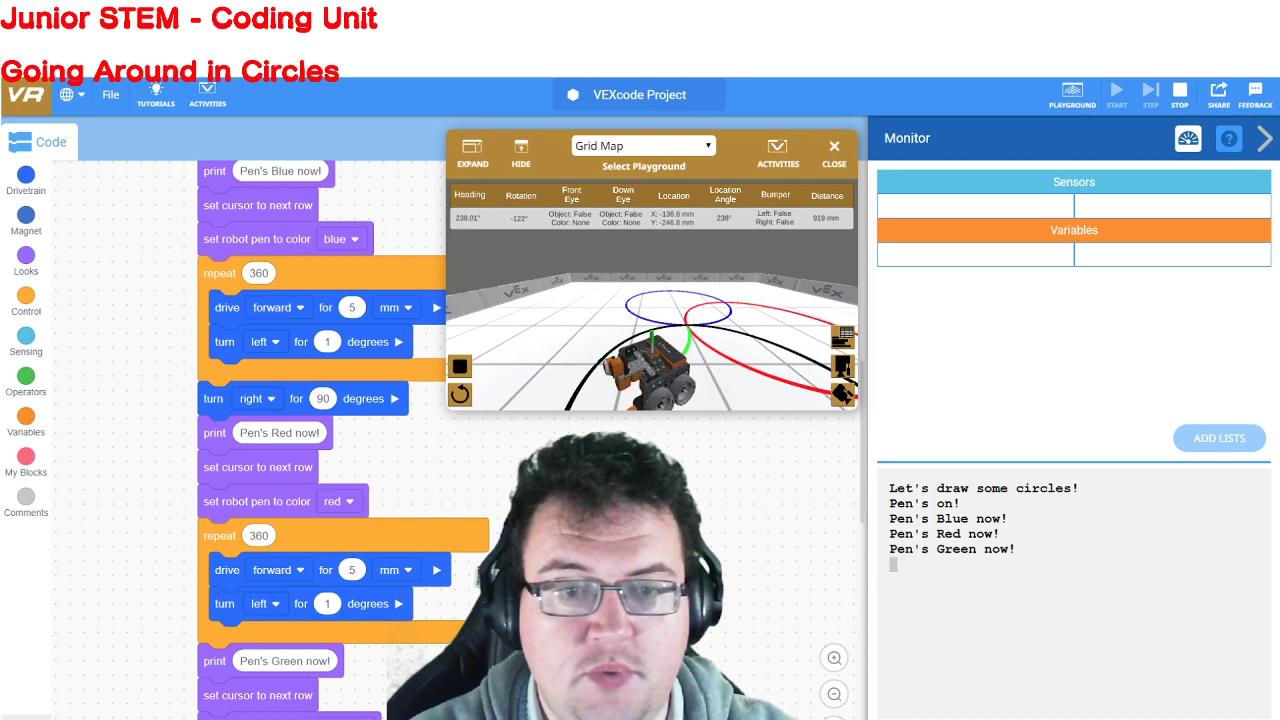 Junior STEM - Coding Unit
Going Around in Circles
VR
File
TUTORIALS
ACTIVITIES
VEXcode Project
PLAYGROUND
START
STEP
STOP
SHARE
FEEDBACK
Code
Drivetrain
Magnet
Looks
Control
Sensing
Operators
Variables
My Blocks
Comments
print Pen's Blue now!
set cursor to next row
set robot pen to color blue
repeat 360
drive forward for 5 mm
turn left for 1 degrees
turn right for 90 degrees
print Pen's Red now!
set cursor to next row
set robot pen to color red
repeat 360
drive forward for 5 mm
turn left for 1 degrees
print Pen's Green now!
set cursor to next row
EXPAND
HIDE
Grid Map
Select Playground
ACTIVITIES
CLOSE
Heading Rotation Front Eye Down Eye Location Location Angle Bumper Distance
238.01° -122° Object: False Color: None Object: False Color: None X: -136.8 mm Y: -246.8 mm 238° Left: False Right: False 919 mm
vex vex vex vex vex vex vex vex
Monitor
?
Sensors
Variables
ADD LISTS
Let's draw some circles!
Pen's on!
Pen's Blue now!
Pen's Red now!
Pen's Green now!